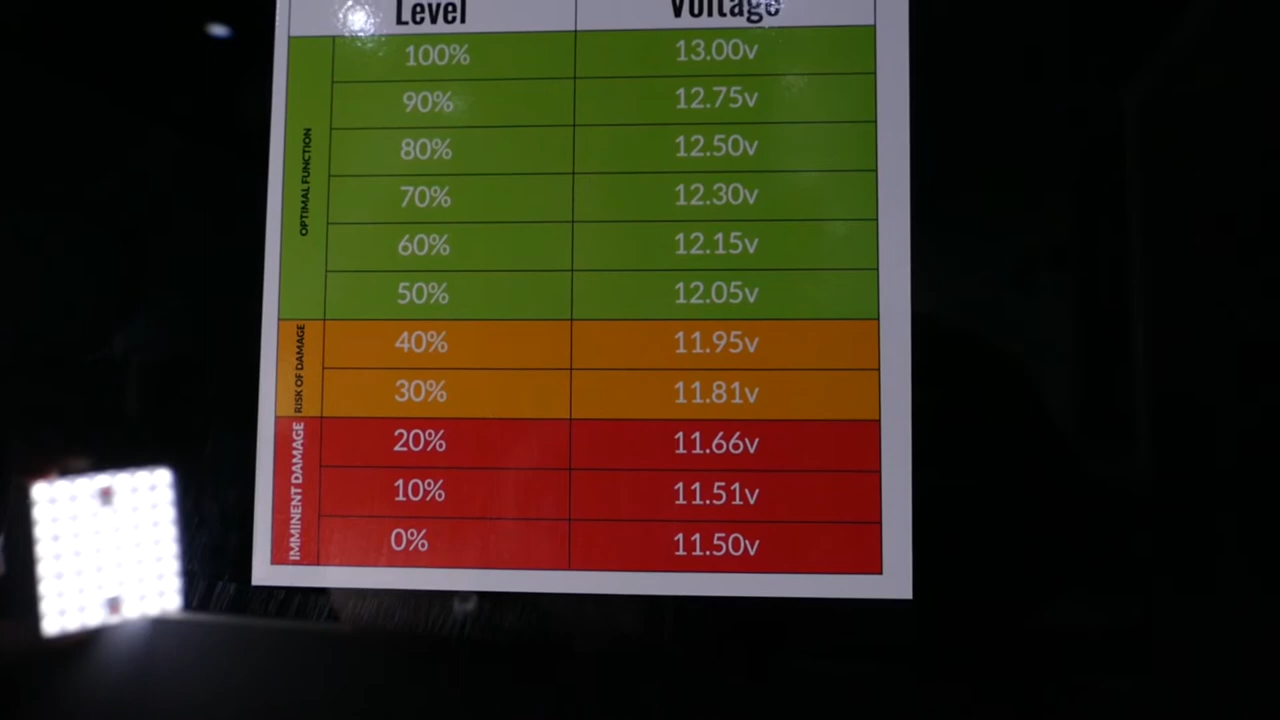 Level Voltage
OPTIMAL FUNCTION
100% 13.00v
90% 12.75v
80% 12.50v
70% 12.30v
60% 12.15v
50% 12.05v
RISK OF DAMAGE
40% 11.95v
30% 11.81v
IMMINENT DAMAGE
20% 11.66v
10% 11.51v
0% 11.50v